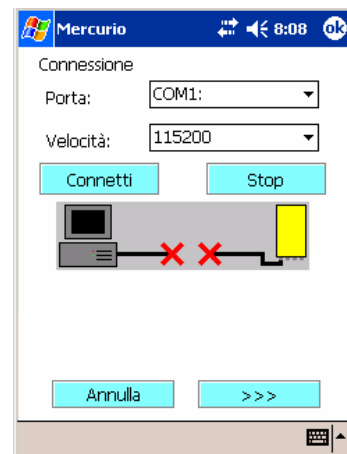 Mercurio 8:08 ok
Connessione
Porta: COM1:
Velocità: 115200
Connetti Stop
Annulla >>>